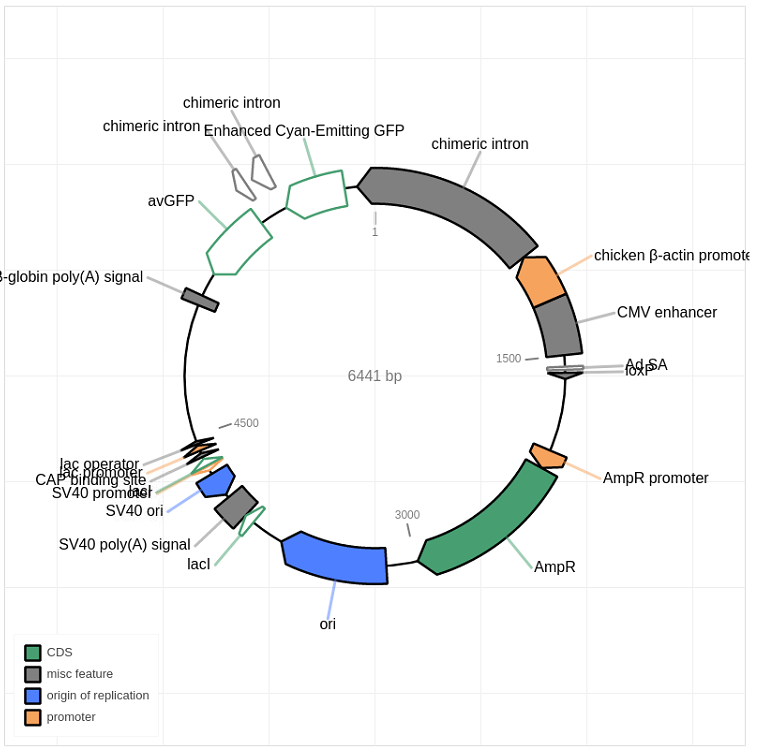 chimeric intron
chimeric intron
Enhanced Cyan-Emitting GFP
chimeric intron
avGFP
1
chicken β-actin promote
β-globin poly(A) signal
CMV enhancer
1500
Ad SA
loxP
6441 bp
4500
lac operator
lac promoter
CAP binding site
lacI
SV40 promoter
SV40 ori
AmpR promoter
3000
SV40 poly(A) signal
lacI
AmpR
ori
CDS
misc feature
origin of replication
promoter